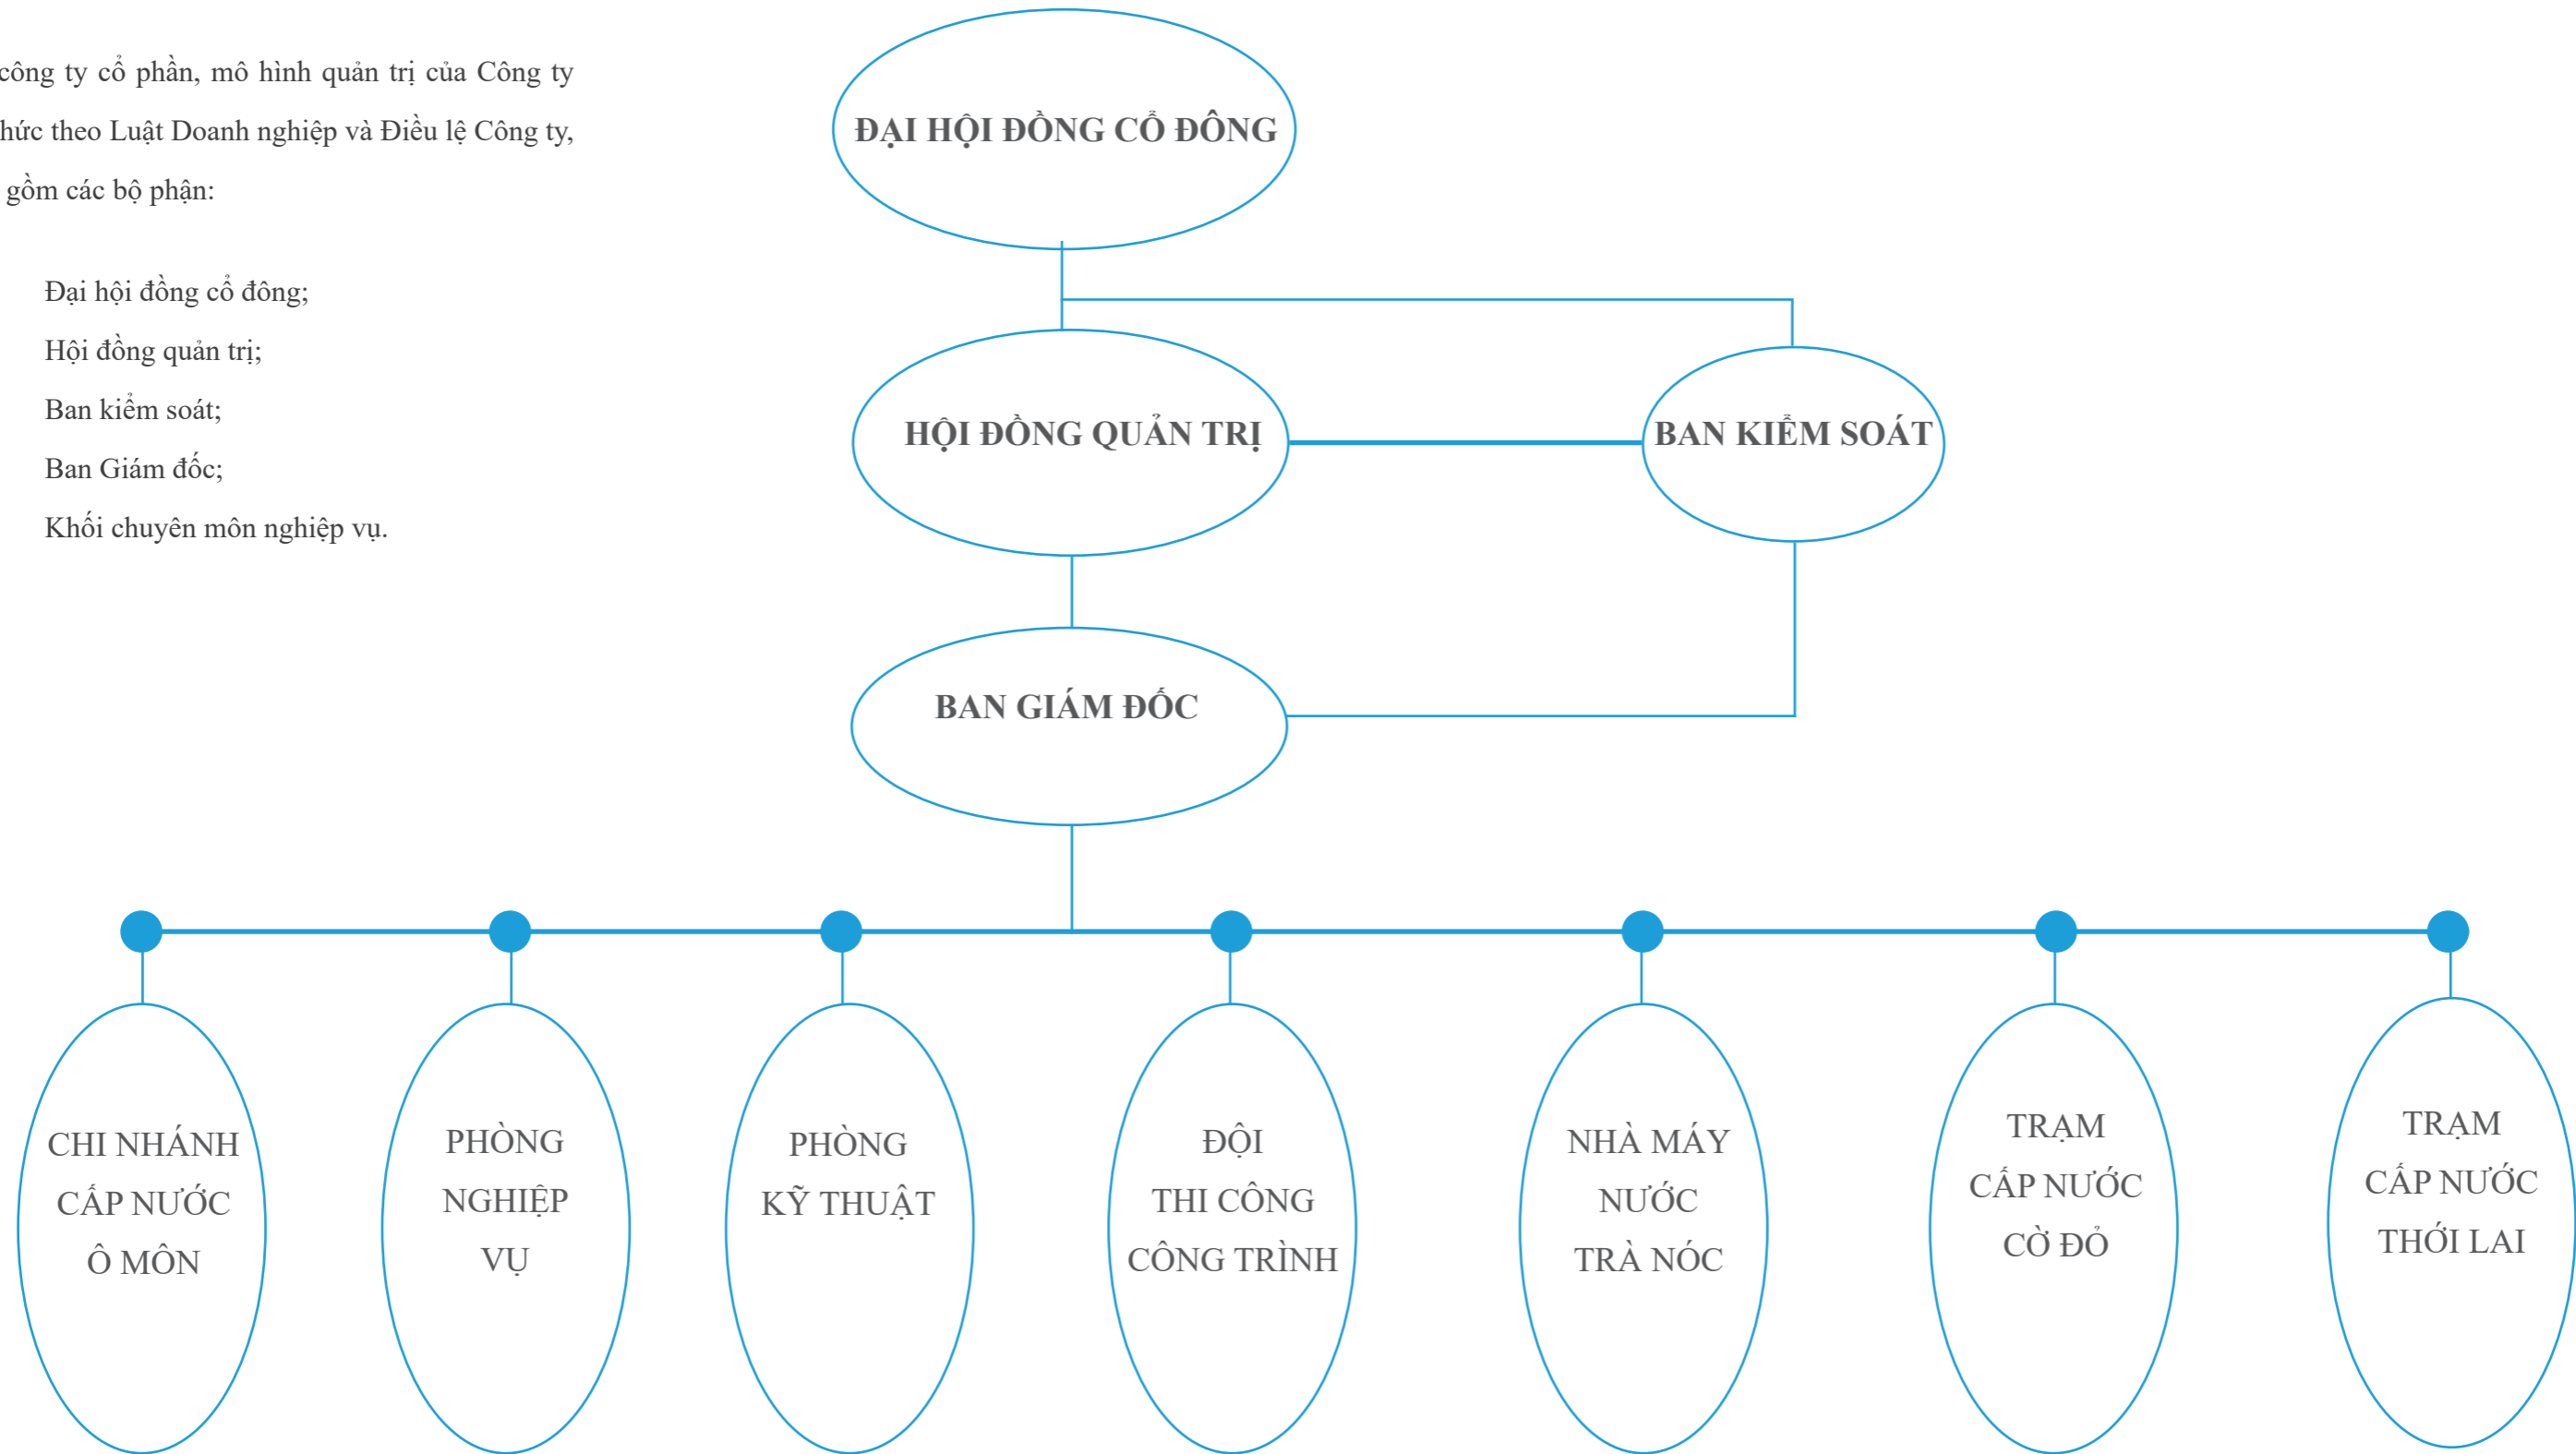 công ty cổ phần, mô hình quản trị của Công ty
hức theo Luật Doanh nghiệp và Điều lệ Công ty,
gồm các bộ phận:
Đại hội đồng cổ đông;
Hội đồng quản trị;
Ban kiểm soát;
Ban Giám đốc;
Khối chuyên môn nghiệp vụ.
ĐẠI HỘI ĐỒNG CỔ ĐÔNG
HỘI ĐỒNG QUẢN TRỊ
BAN KIỂM SOÁT
BAN GIÁM ĐỐC
CHI NHÁNH
CẤP NƯỚC
Ô MÔN
PHÒNG
NGHIỆP
VỤ
PHÒNG
KỸ THUẬT
ĐỘI
THI CÔNG
CÔNG TRÌNH
NHÀ MÁY
NƯỚC
TRÀ NÓC
TRẠM
CẤP NƯỚC
CỜ ĐỎ
TRẠM
CẤP NƯỚC
THỚI LAI